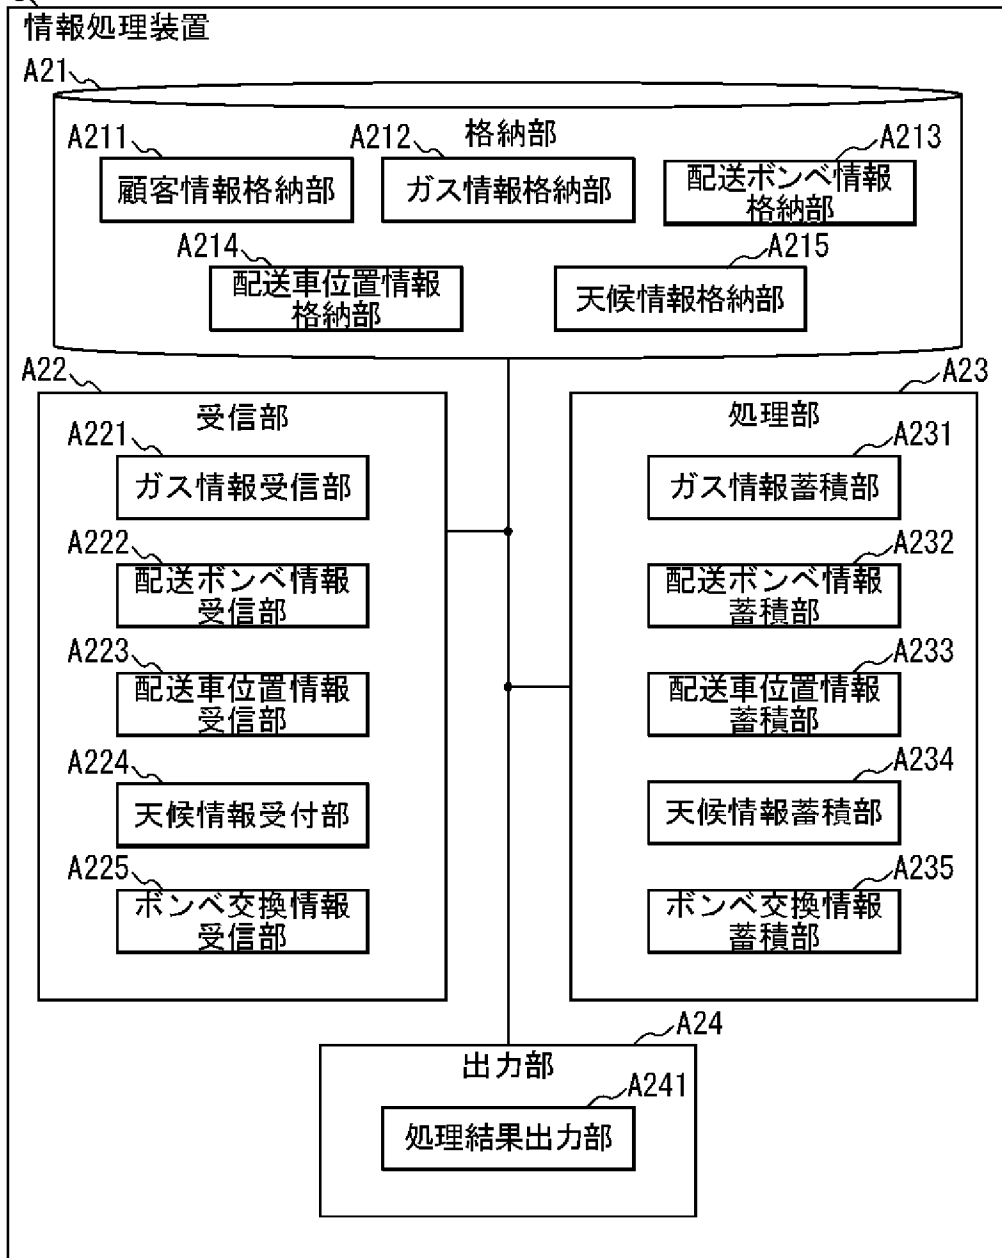 情報処理装置
A21
格納部
A211
顧客情報格納部
A212
ガス情報格納部
A213
配送ボンベ情報
格納部
A214
配送車位置情報
格納部
A215
天候情報格納部
A22
受信部
A221
ガス情報受信部
A222
配送ボンベ情報
受信部
A223
配送車位置情報
受信部
A224
天候情報受付部
A225
ボンベ交換情報
受信部
A23
処理部
A231
ガス情報蓄積部
A232
配送ボンベ情報
蓄積部
A233
配送車位置情報
蓄積部
A234
天候情報蓄積部
A235
ボンベ交換情報
蓄積部
A24
出力部
A241
処理結果出力部